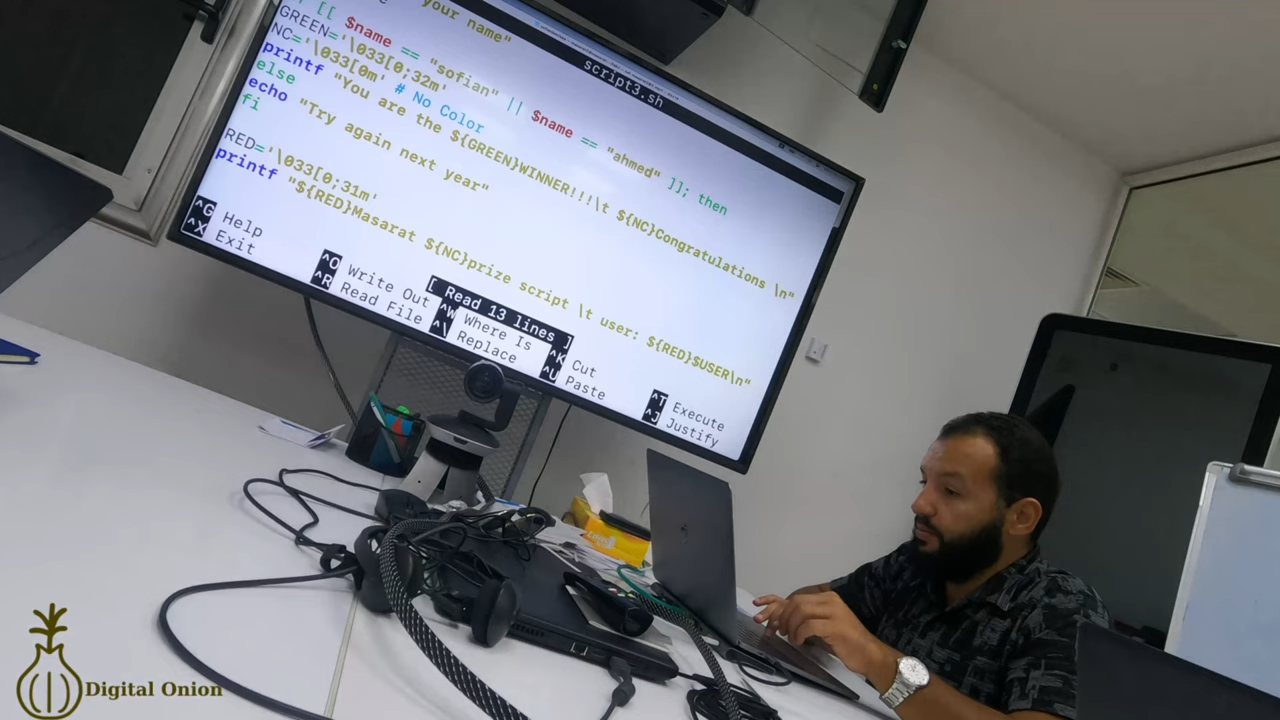 script3.sh
your name"
[[ $name == "sofian" || $name == "ahmed" ]]; then
GREEN='\033[0;32m'
NC='\033[0m' # No Color
printf "You are the ${GREEN}WINNER!!!\t ${NC}Congratulations \n"
else
echo "Try again next year"
fi
RED='\033[0;31m'
printf "${RED}Masarat ${NC}prize script \t user: ${RED}$USER\n"
[ Read 13 lines ]
^G Help ^O Write Out ^W Where Is ^K Cut ^T Execute
^X Exit ^R Read File ^\ Replace ^U Paste ^J Justify
Digital Onion